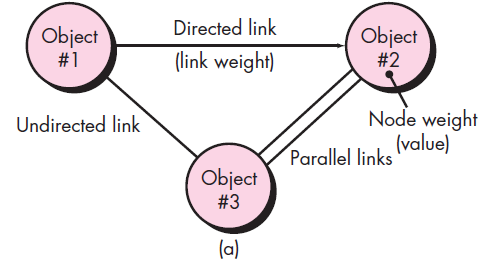 Object
#1
Directed link
(link weight)
Object
#2
Undirected link
Node weight
(value)
Parallel links
Object
#3
(a)